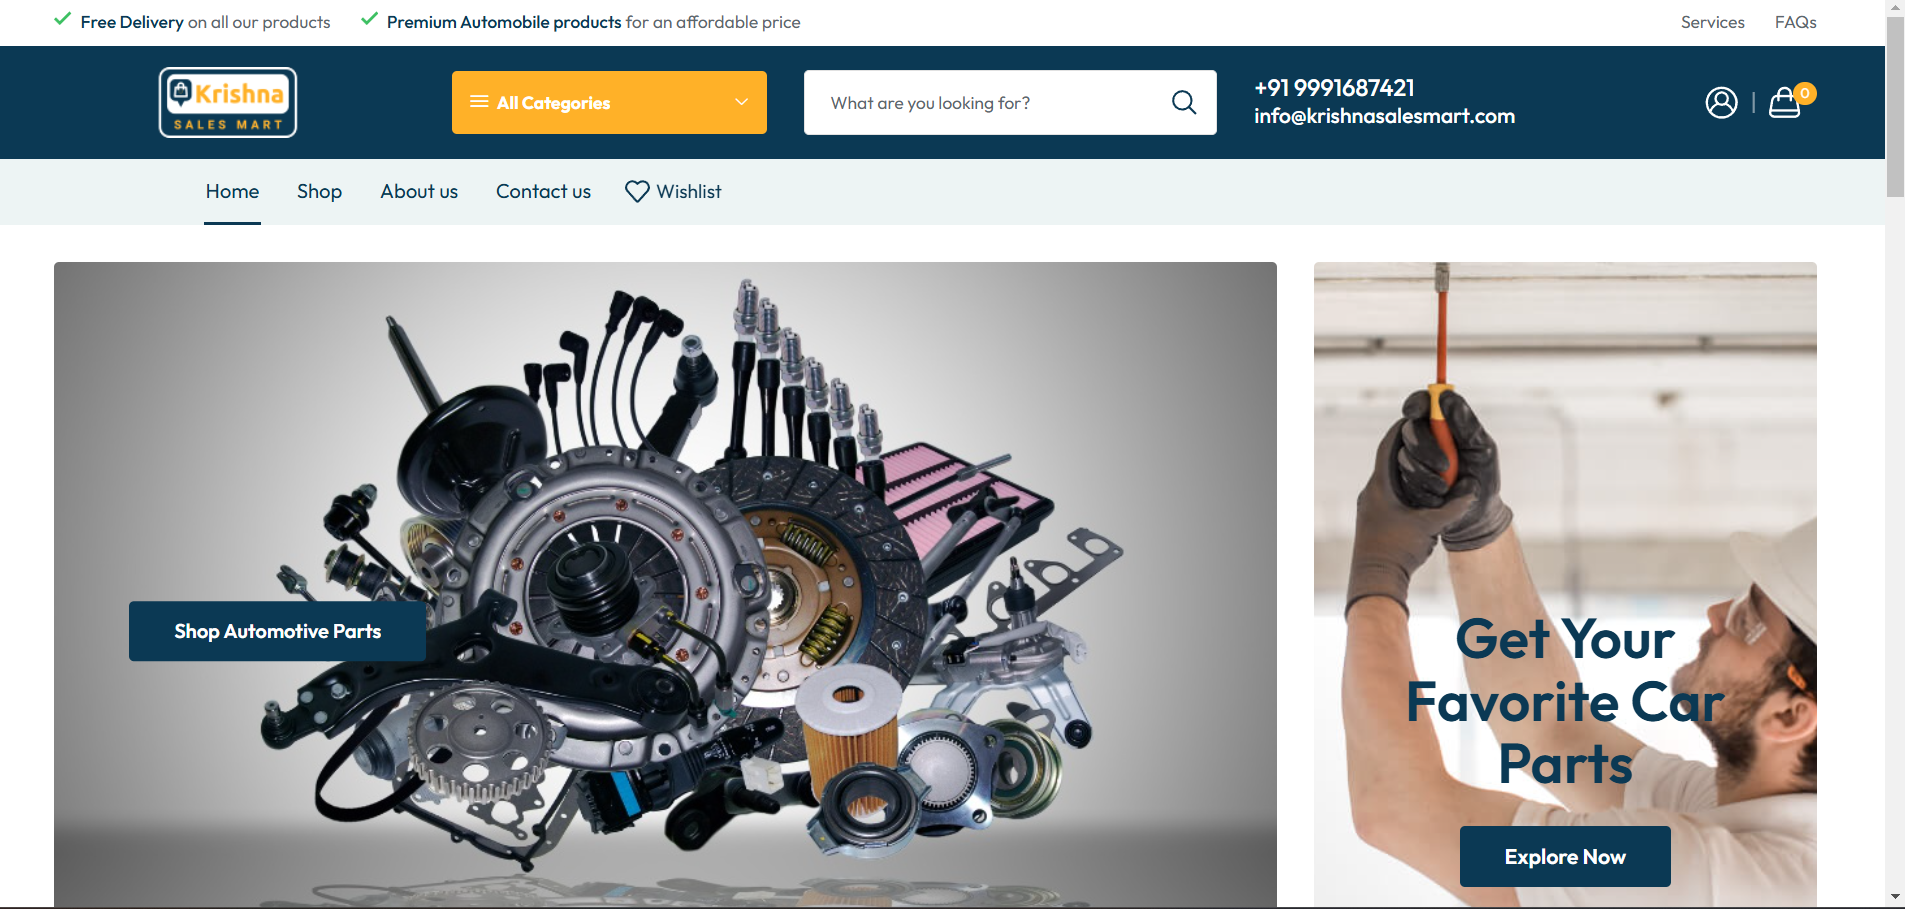 Free Delivery on all our products
Premium Automobile products for an affordable price
Services
FAQs
Krishna
SALES MART
All Categories
What are you looking for?
+91 9991687421
info@krishnasalesmart.com
0
Home
Shop
About us
Contact us
Wishlist
Shop Automotive Parts
Get Your
Favorite Car
Parts
Explore Now